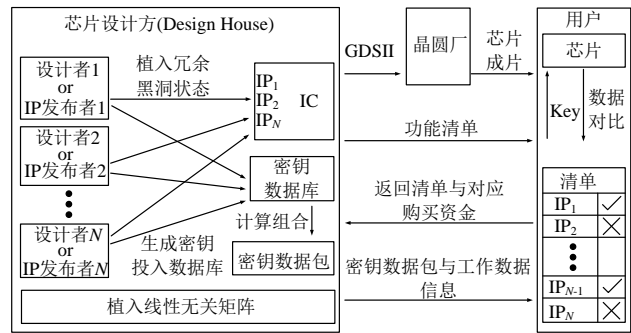 芯片设计方(Design House)
设计者1
or
IP发布者1
植入冗余
黑洞状态
IP1
IP2
IPN
IC
设计者2
or
IP发布者2
密钥
数据库
计算组合
设计者N
or
IP发布者N
生成密钥
投入数据库
密钥数据包
植入线性无关矩阵
GDSII
晶圆厂
芯片
成片
功能清单
返回清单与对应
购买资金
密钥数据包与工作数据
信息
用户
芯片
Key
数据
对比
清单
IP1
IP2
IPN-1
IPN